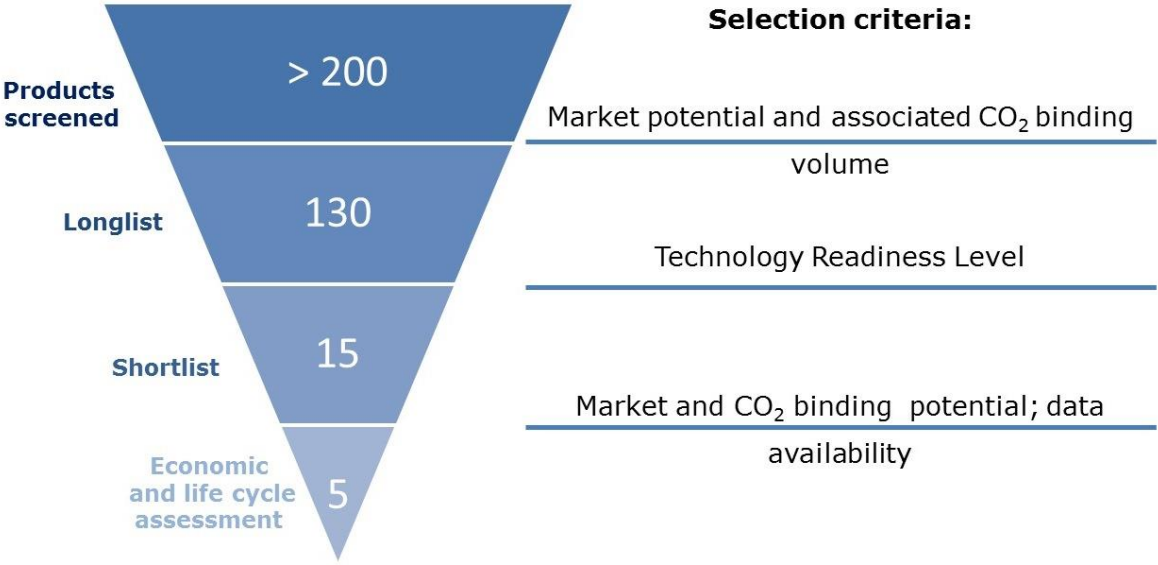 Selection criteria:
> 200
Products
screened
Market potential and associated CO₂ binding
volume
130
Longlist
Technology Readiness Level
15
Shortlist
Market and CO₂ binding potential; data
availability
Economic
and life cycle
assessment
5